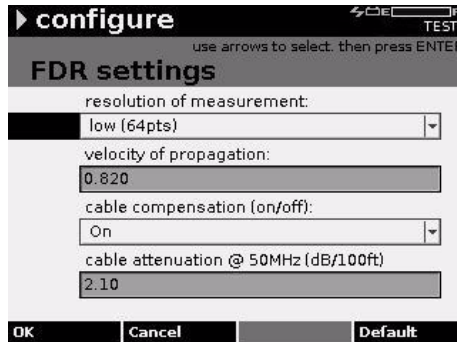 configure
E F
TEST
use arrows to select. then press ENTE
FDR settings
resolution of measurement:
low (64pts)
velocity of propagation:
0.820
cable compensation (on/off):
On
cable attenuation @ 50MHz (dB/100ft)
2.10
OK Cancel Default